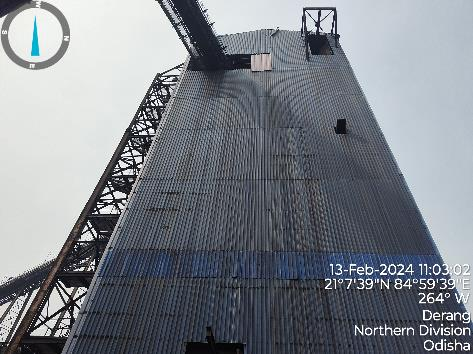 13-Feb-2024 11:03:02
21°7'39"N 84°59'39"E
264° W
Derang
Northern Division
Odisha